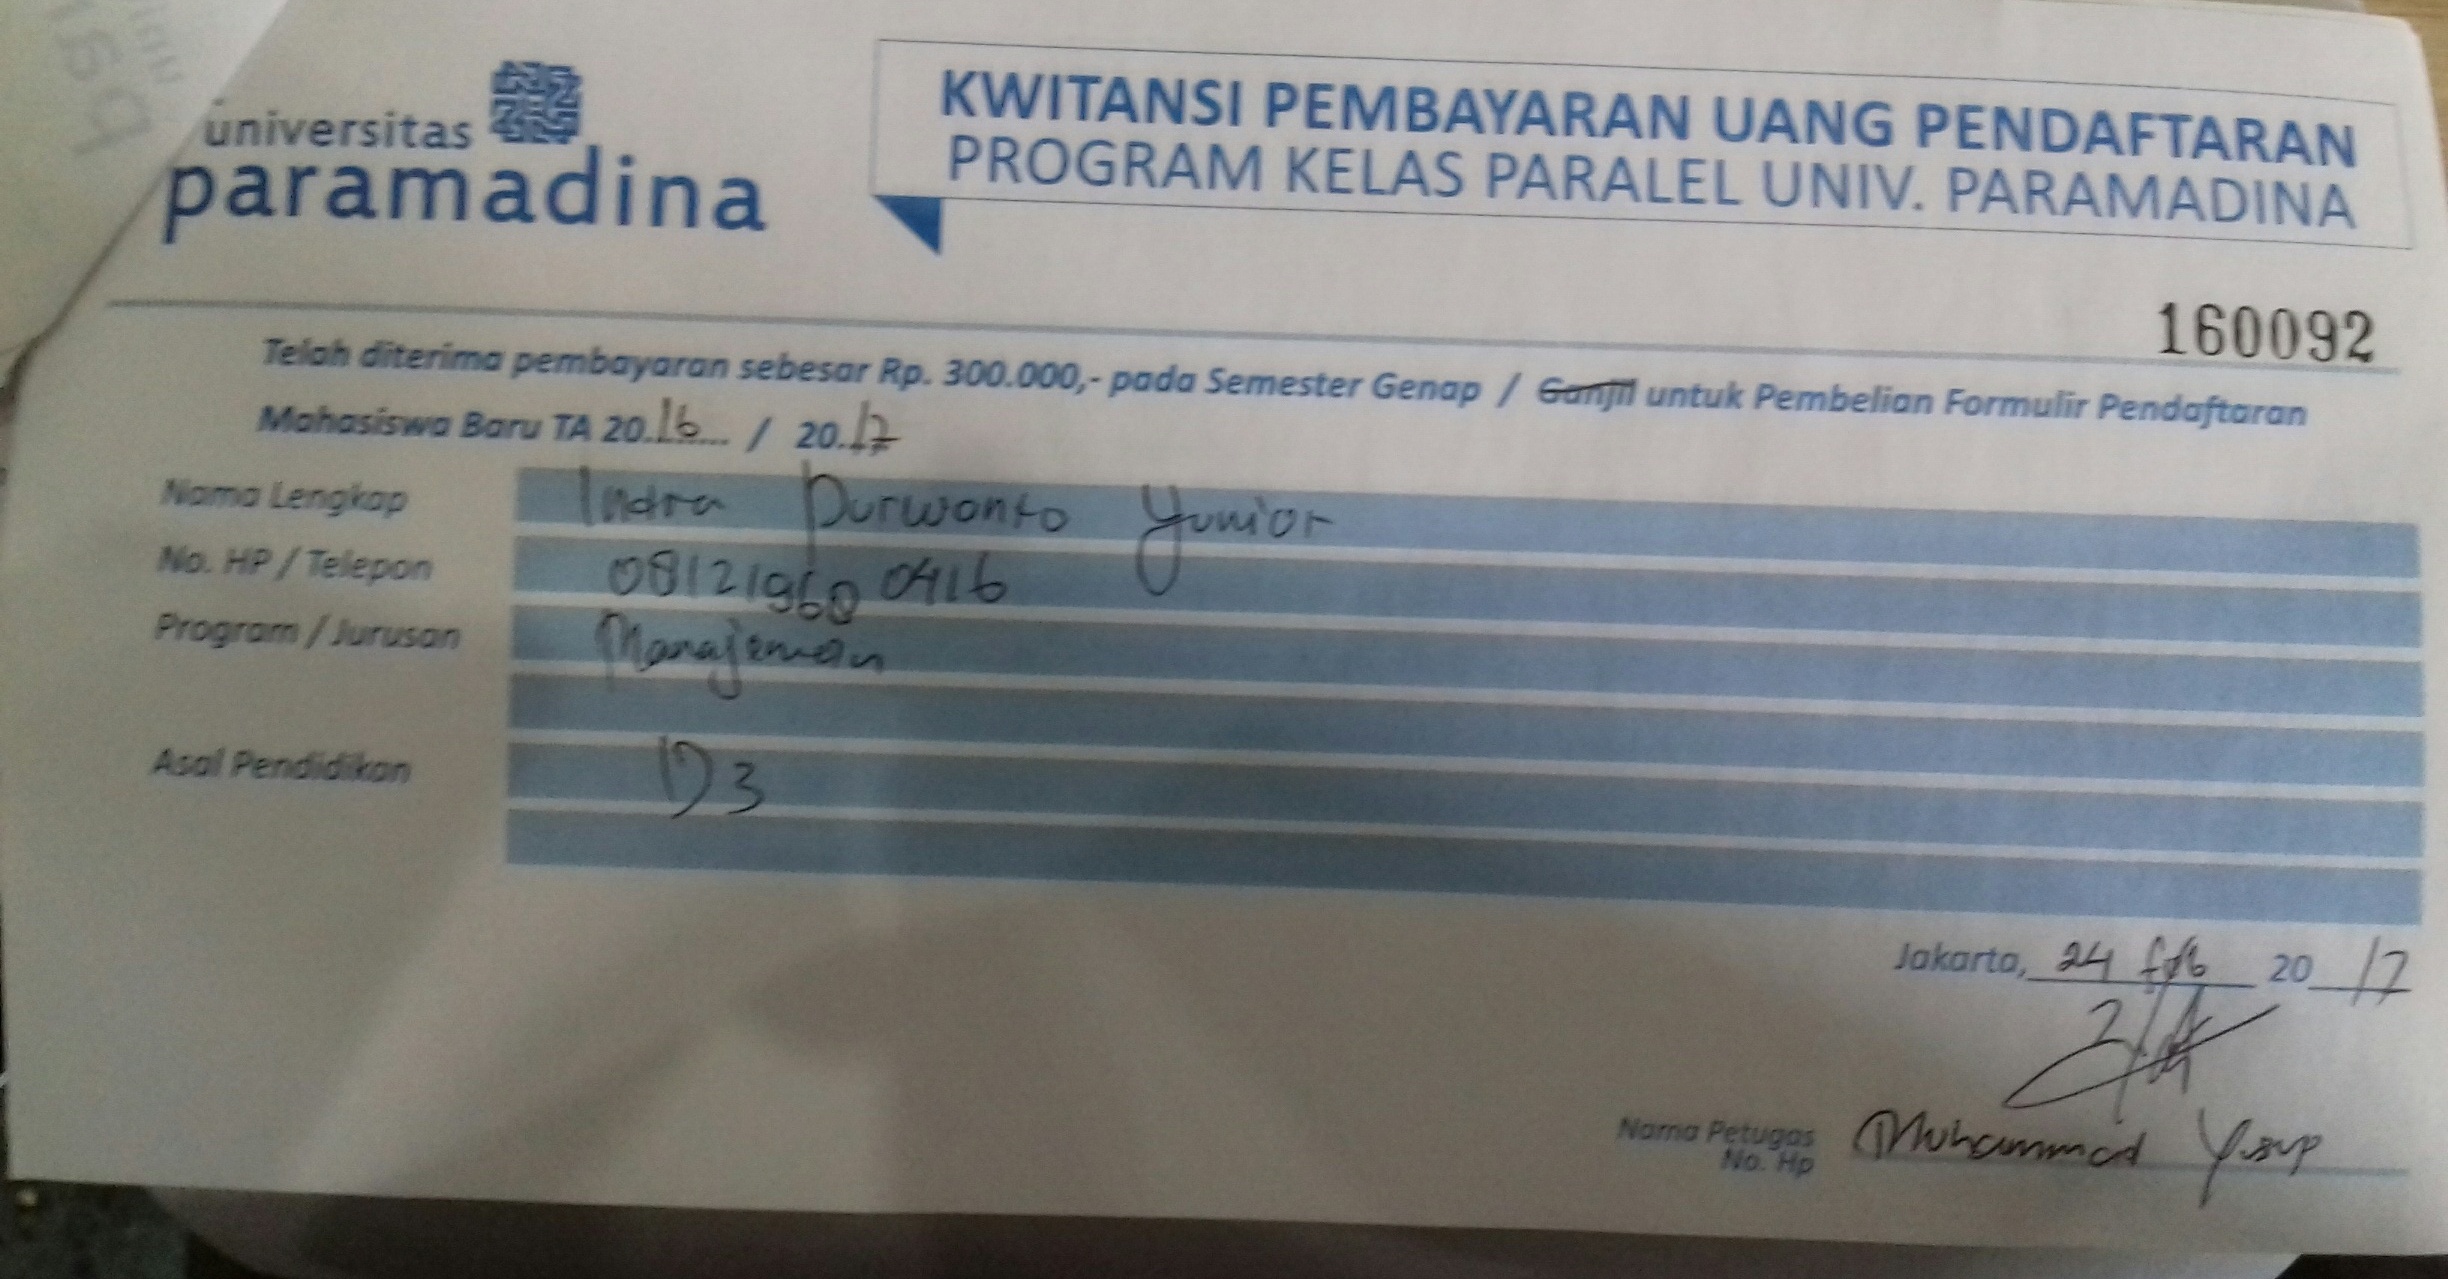 universitas
paramadina
KWITANSI PEMBAYARAN UANG PENDAFTARAN
PROGRAM KELAS PARALEL UNIV. PARAMADINA
160092
Telah diterima pembayaran sebesar Rp. 300.000,- pada Semester Genap / Ganjil untuk Pembelian Formulir Pendaftaran
Mahasiswa Baru TA 20.16... / 20.17
Nama Lengkap Indra Purwanto Yunior
No. HP / Telepon 081219600416
Program / Jurusan Manajemen
Asal Pendidikan D3
Jakarta, 24 feb 20 17
Nama Petugas Muhammad Yusup
No. Hp